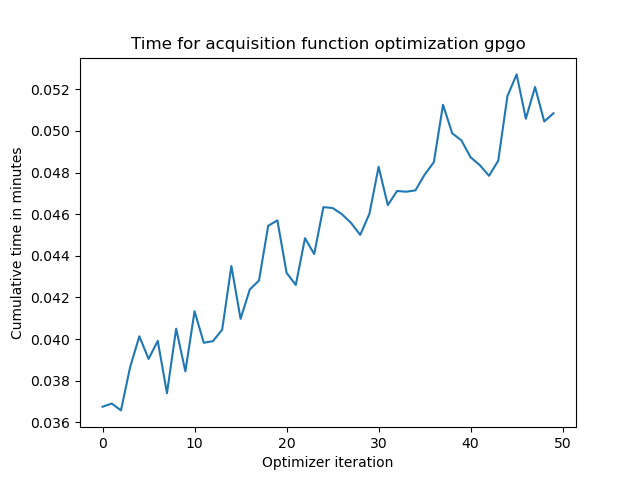 Time for acquisition function optimization gpgo
0.052
0.050
0.048
0.046
0.044
0.042
0.040
0.038
0.036
Cumulative time in minutes
0 10 20 30 40 50
Optimizer iteration